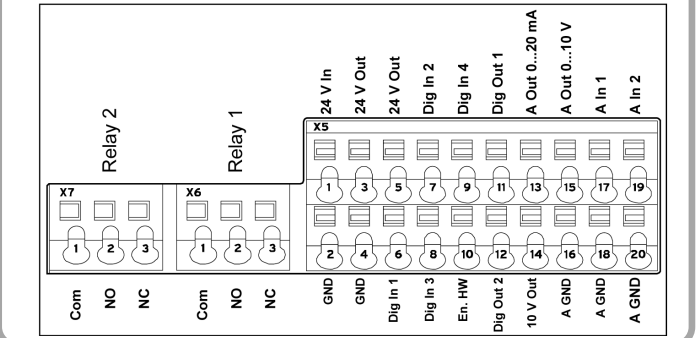 24 V In
24 V Out
24 V Out
Dig In 2
Dig In 4
Dig Out 1
A Out 0...20 mA
A Out 0...10 V
A In 1
A In 2
Relay 2
Relay 1
X5
1 3 5 7 9 11 13 15 17 19
X7
X6
1 2 3
1 2 3
2 4 6 8 10 12 14 16 18 20
Com
NO
NC
Com
NO
NC
GND
GND
Dig In 1
Dig In 3
En. HW
Dig Out 2
10 V Out
A GND
A GND
A GND